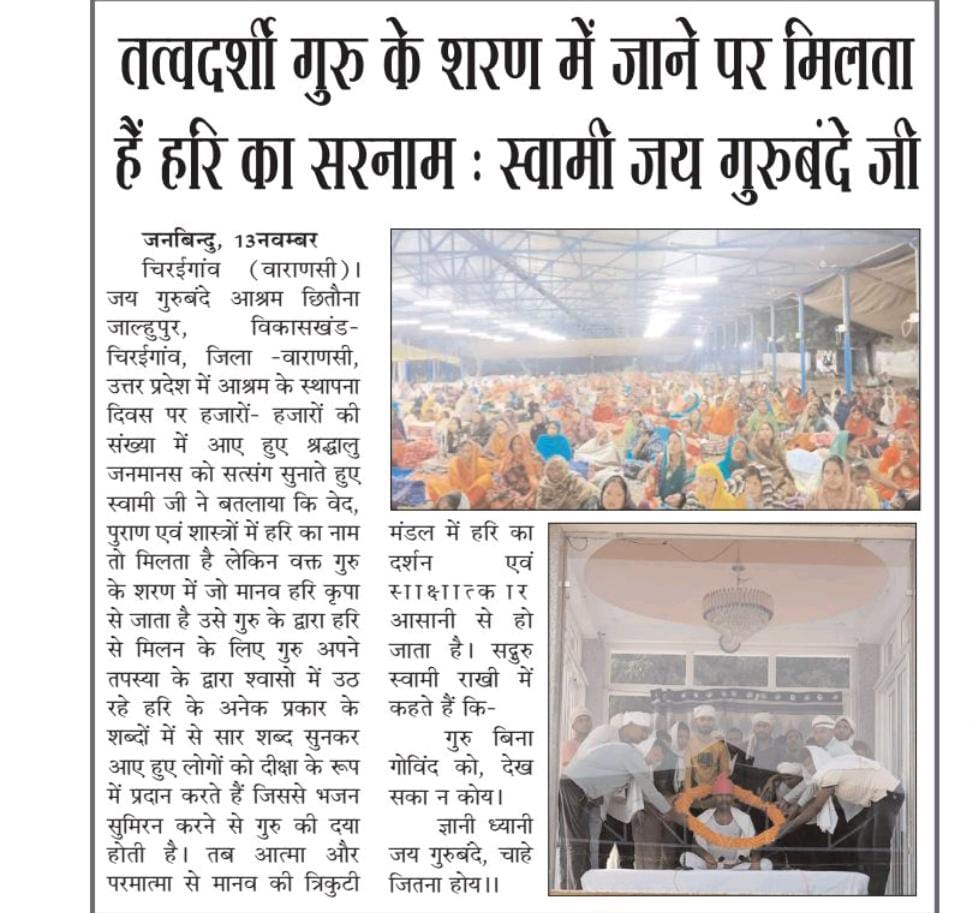 तत्वदर्शी गुरु के शरण में जाने पर मिलता
हैं हरि का सरनाम : स्वामी जय गुरुबंदे जी
जनबिन्दु, 13नवम्बर
चिरईगांव (वाराणसी)।
जय गुरुबंदे आश्रम छितौना
जाल्हुपुर, विकासखंड-
चिरईगांव, जिला -वाराणसी,
उत्तर प्रदेश में आश्रम के स्थापना
दिवस पर हजारों- हजारों की
संख्या में आए हुए श्रद्धालु
जनमानस को सत्संग सुनाते हुए
स्वामी जी ने बतलाया कि वेद,
पुराण एवं शास्त्रों में हरि का नाम
तो मिलता है लेकिन वक्त गुरु
के शरण में जो मानव हरि कृपा
से जाता है उसे गुरु के द्वारा हरि
से मिलन के लिए गुरु अपने
तपस्या के द्वारा श्वासो में उठ
रहे हरि के अनेक प्रकार के
शब्दों में से सार शब्द सुनकर
आए हुए लोगों को दीक्षा के रूप
में प्रदान करते हैं जिससे भजन
सुमिरन करने से गुरु की दया
होती है। तब आत्मा और
परमात्मा से मानव की त्रिकुटी
मंडल में हरि का
दर्शन एवं
साक्षात्कार
आसानी से हो
जाता है। सद्गुरु
स्वामी राखी में
कहते हैं कि-
गुरु बिना
गोविंद को, देख
सका न कोय।
ज्ञानी ध्यानी
जय गुरुबंदे, चाहे
जितना होय।।